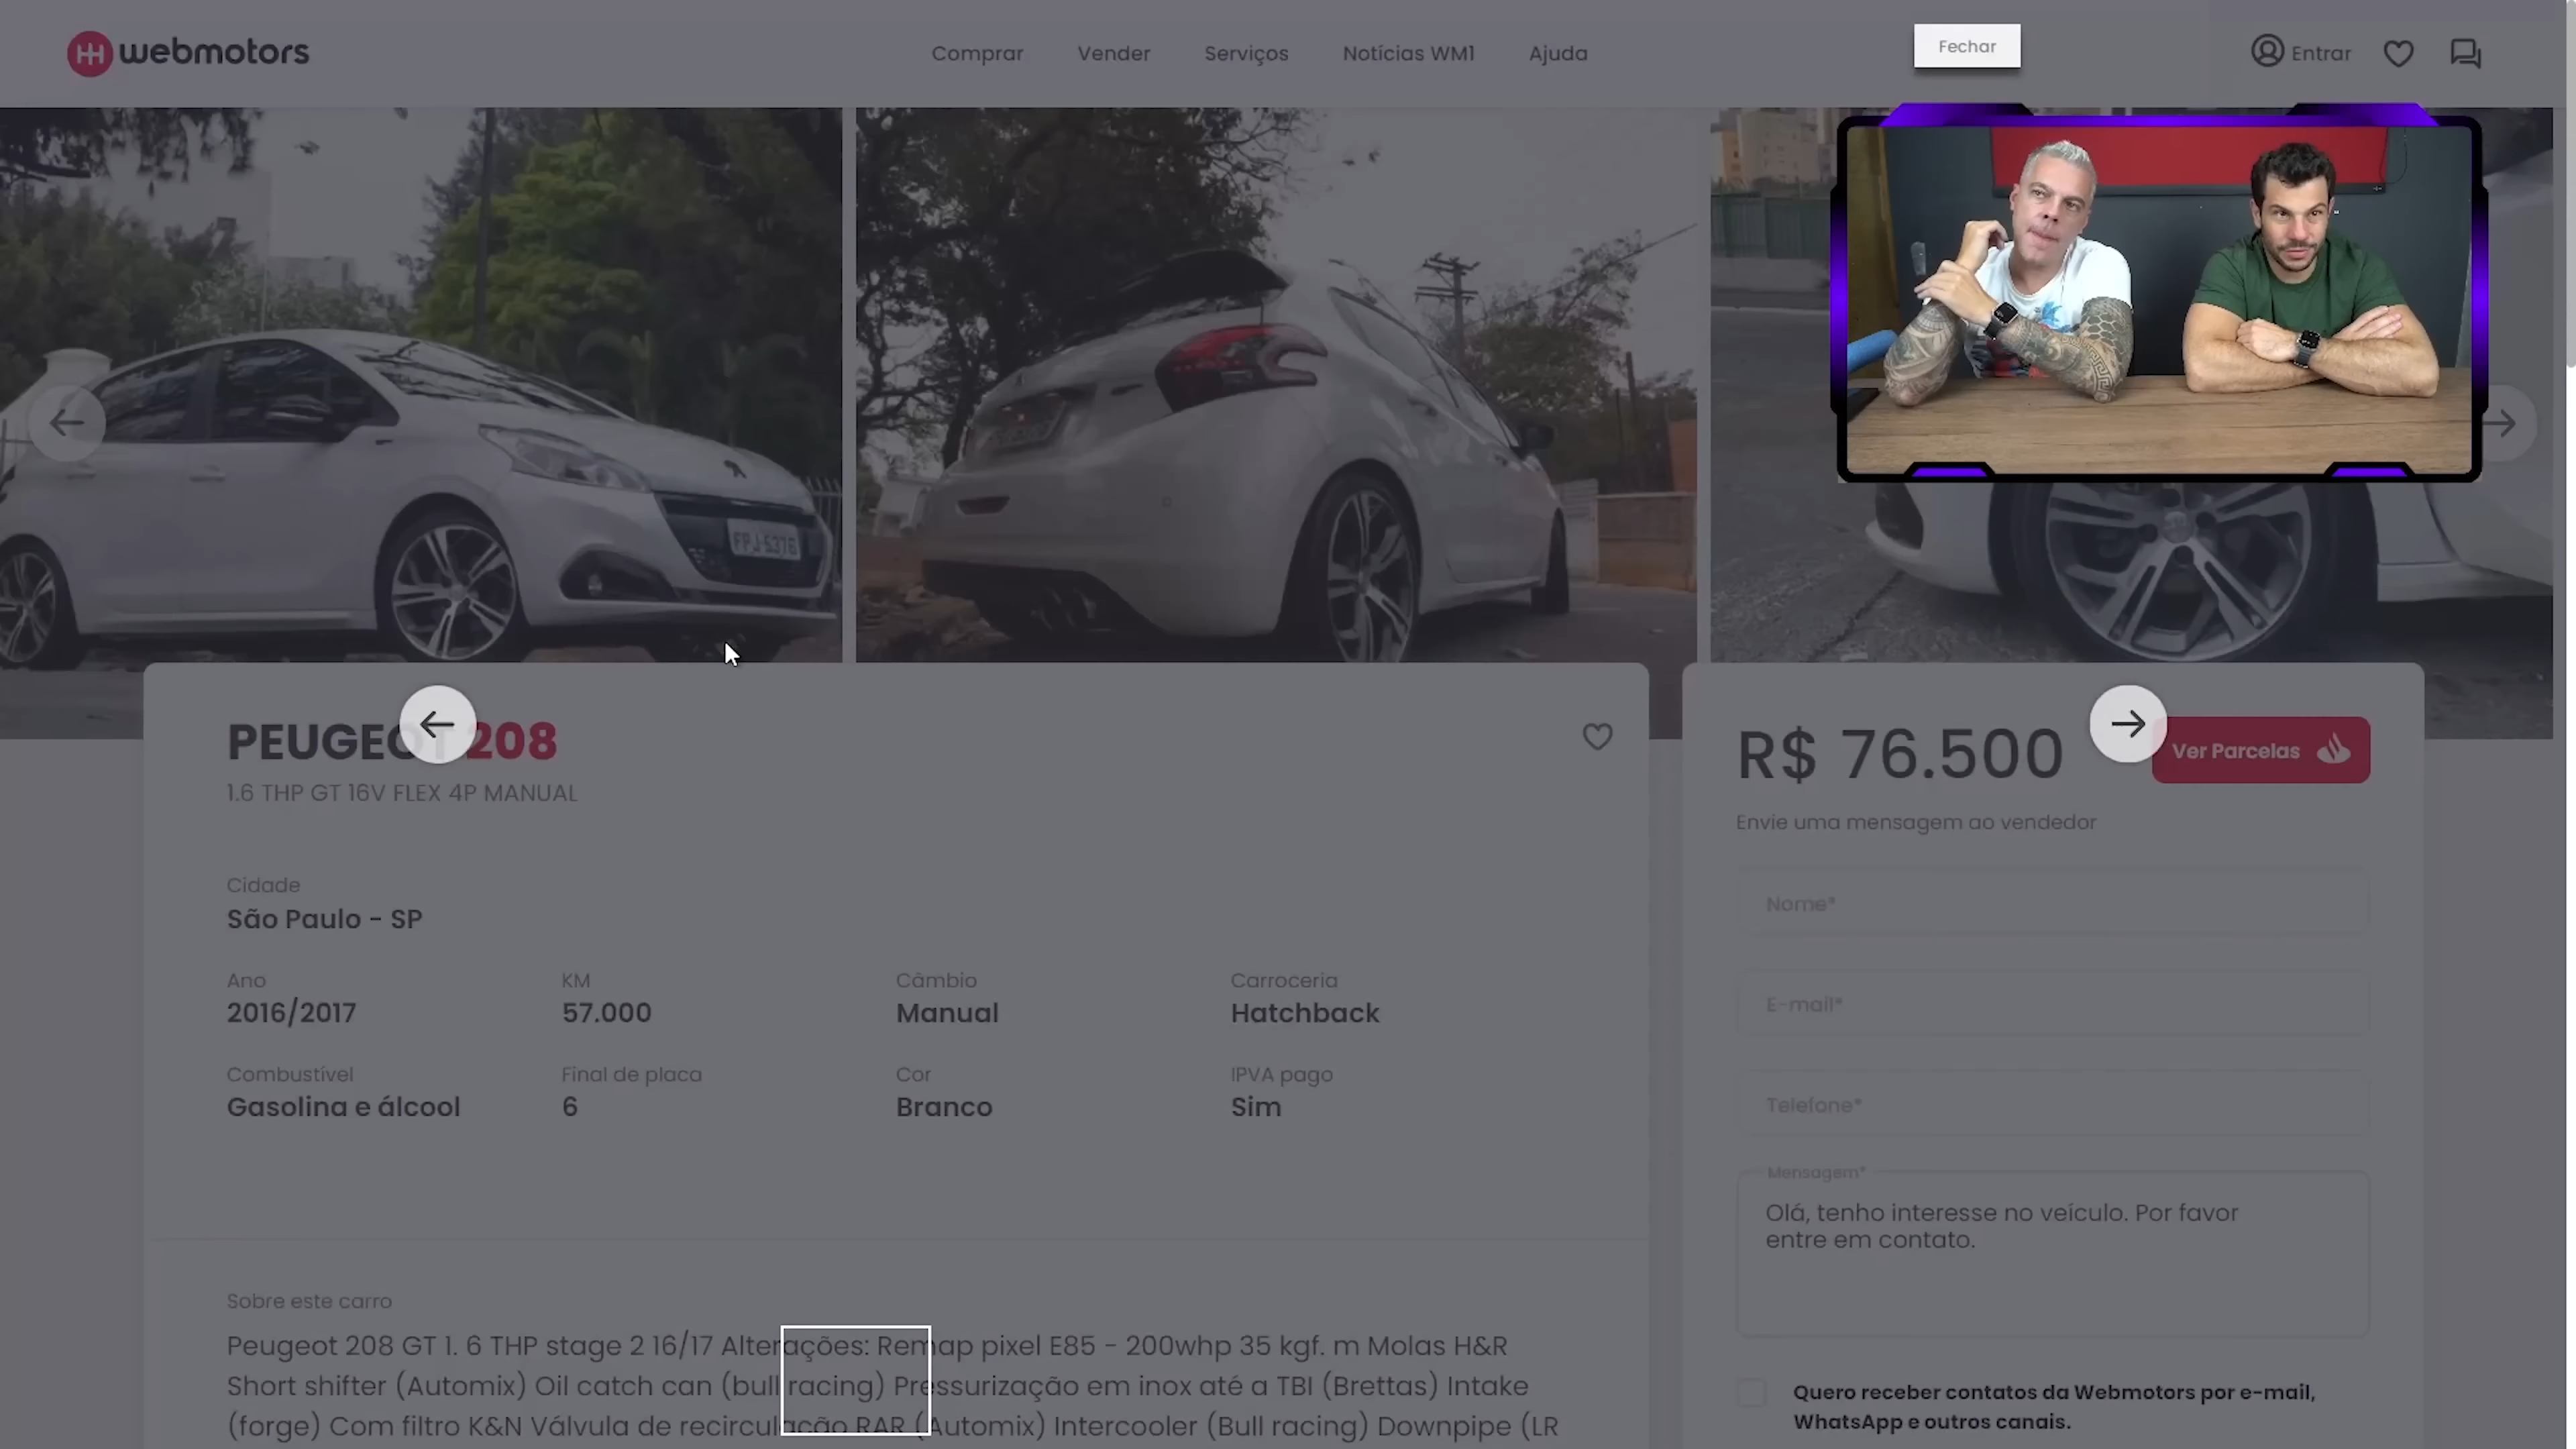 webmotors
Comprar
Vender
Serviços
Notícias WM1
Ajuda
Fechar
Entrar
PEUGEOT 208
1.6 THP GT 16V FLEX 4P MANUAL
Cidade
São Paulo - SP
Ano
2016/2017
KM
57.000
Câmbio
Manual
Carroceria
Hatchback
Combustível
Gasolina e álcool
Final de placa
6
Cor
Branco
IPVA pago
Sim
Sobre este carro
Peugeot 208 GT 1. 6 THP stage 2 16/17 Alterações: Remap pixel E85 - 200whp 35 kgf. m Molas H&R
Short shifter (Automix) Oil catch can (bull racing) Pressurização em inox até a TBI (Brettas) Intake
(forge) Com filtro K&N Válvula de recirculação RAR (Automix) Intercooler (Bull racing) Downpipe (LR
R$ 76.500
Ver Parcelas
Envie uma mensagem ao vendedor
Nome*
E-mail*
Telefone*
Mensagem*
Olá, tenho interesse no veículo. Por favor
entre em contato.
Quero receber contatos da Webmotors por e-mail,
WhatsApp e outros canais.